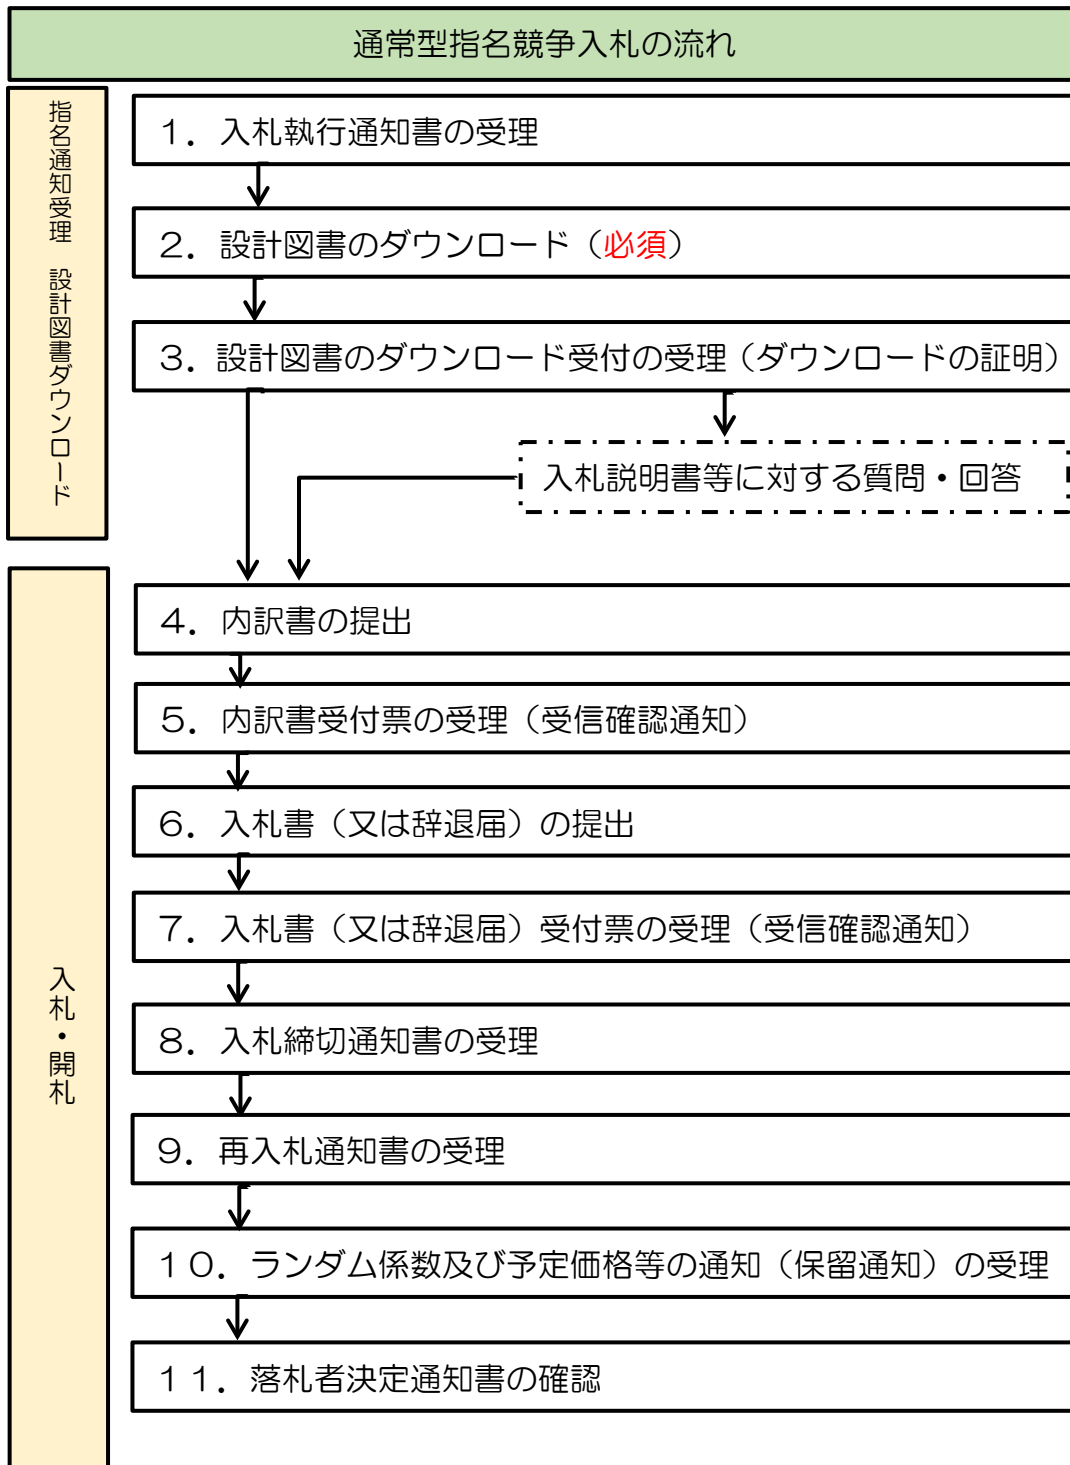 通常型指名競争入札の流れ
指名通知受理　設計図書ダウンロード
１．入札執行通知書の受理
２．設計図書のダウンロード（必須）
３．設計図書のダウンロード受付の受理（ダウンロードの証明）
入札説明書等に対する質問・回答
入札・開札
４．内訳書の提出
５．内訳書受付票の受理（受信確認通知）
６．入札書（又は辞退届）の提出
７．入札書（又は辞退届）受付票の受理（受信確認通知）
８．入札締切通知書の受理
９．再入札通知書の受理
１０．ランダム係数及び予定価格等の通知（保留通知）の受理
１１．落札者決定通知書の確認